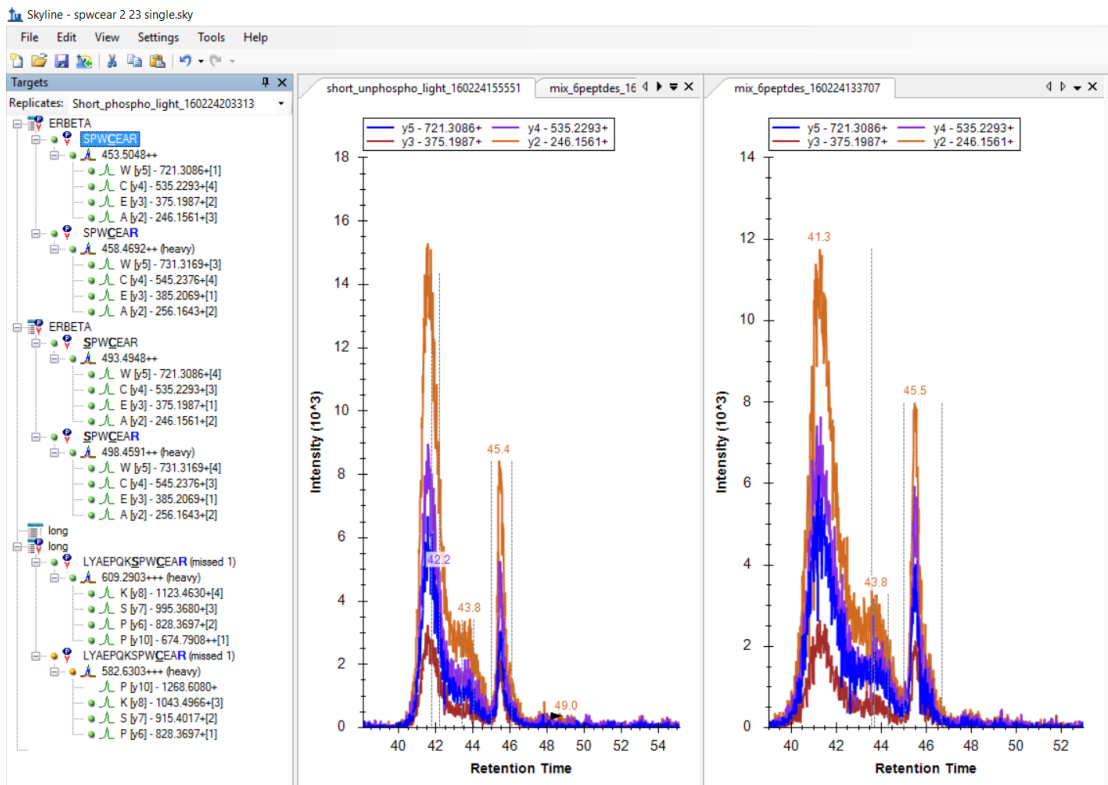 Skyline - spwcear 2 23 single.sky
File Edit View Settings Tools Help
Targets
Replicates: Short_phospho_light_160224203313
ERBETA
SPWCEAR
453.5048++
W [y5] - 721.3086+[1]
C [y4] - 535.2293+[4]
E [y3] - 375.1987+[2]
A [y2] - 246.1561+[3]
SPWCEAR
458.4692++ (heavy)
W [y5] - 731.3169+[3]
C [y4] - 545.2376+[4]
E [y3] - 385.2069+[1]
A [y2] - 256.1643+[2]
ERBETA
SPWCEAR
493.4948++
W [y5] - 721.3086+[4]
C [y4] - 535.2293+[3]
E [y3] - 375.1987+[1]
A [y2] - 246.1561+[2]
SPWCEAR
498.4591++ (heavy)
W [y5] - 731.3169+[4]
C [y4] - 545.2376+[3]
E [y3] - 385.2069+[1]
A [y2] - 256.1643+[2]
long
long
LYAEPQKSPWCEAR (missed 1)
609.2903+++ (heavy)
K [y8] - 1123.4630+[4]
S [y7] - 995.3680+[3]
P [y6] - 828.3697+[2]
P [y10] - 674.7908++[1]
LYAEPQKSPWCEAR (missed 1)
582.6303+++ (heavy)
P [y10] - 1268.6080+
K [y8] - 1043.4966+[3]
S [y7] - 915.4017+[2]
P [y6] - 828.3697+[1]
short_unphospho_light_160224155551 mix_6peptdes_16
y5 - 721.3086+ y4 - 535.2293+
y3 - 375.1987+ y2 - 246.1561+
18
16
14
12
10
8
6
4
2
0
Intensity (10^3)
45.4
42.2
43.8
49.0
40 42 44 46 48 50 52 54
Retention Time
mix_6peptdes_160224133707
y5 - 721.3086+ y4 - 535.2293+
y3 - 375.1987+ y2 - 246.1561+
14
12
10
8
6
4
2
0
Intensity (10^3)
41.3
45.5
43.8
40 42 44 46 48 50 52
Retention Time